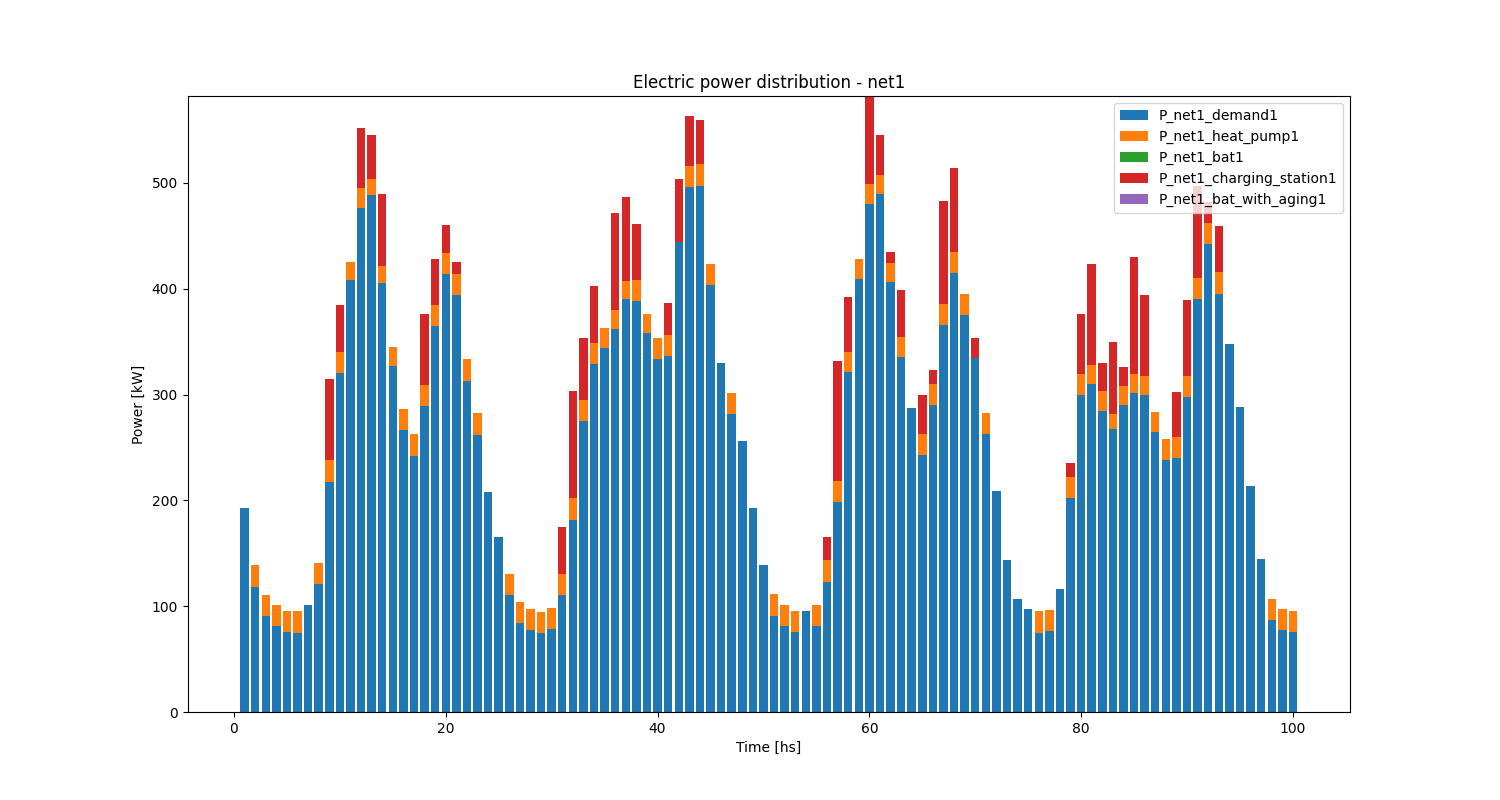 Electric power distribution - net1
P_net1_demand1
P_net1_heat_pump1
P_net1_bat1
P_net1_charging_station1
P_net1_bat_with_aging1
Power [kW]
500
400
300
200
100
0
0 20 40 60 80 100
Time [hs]